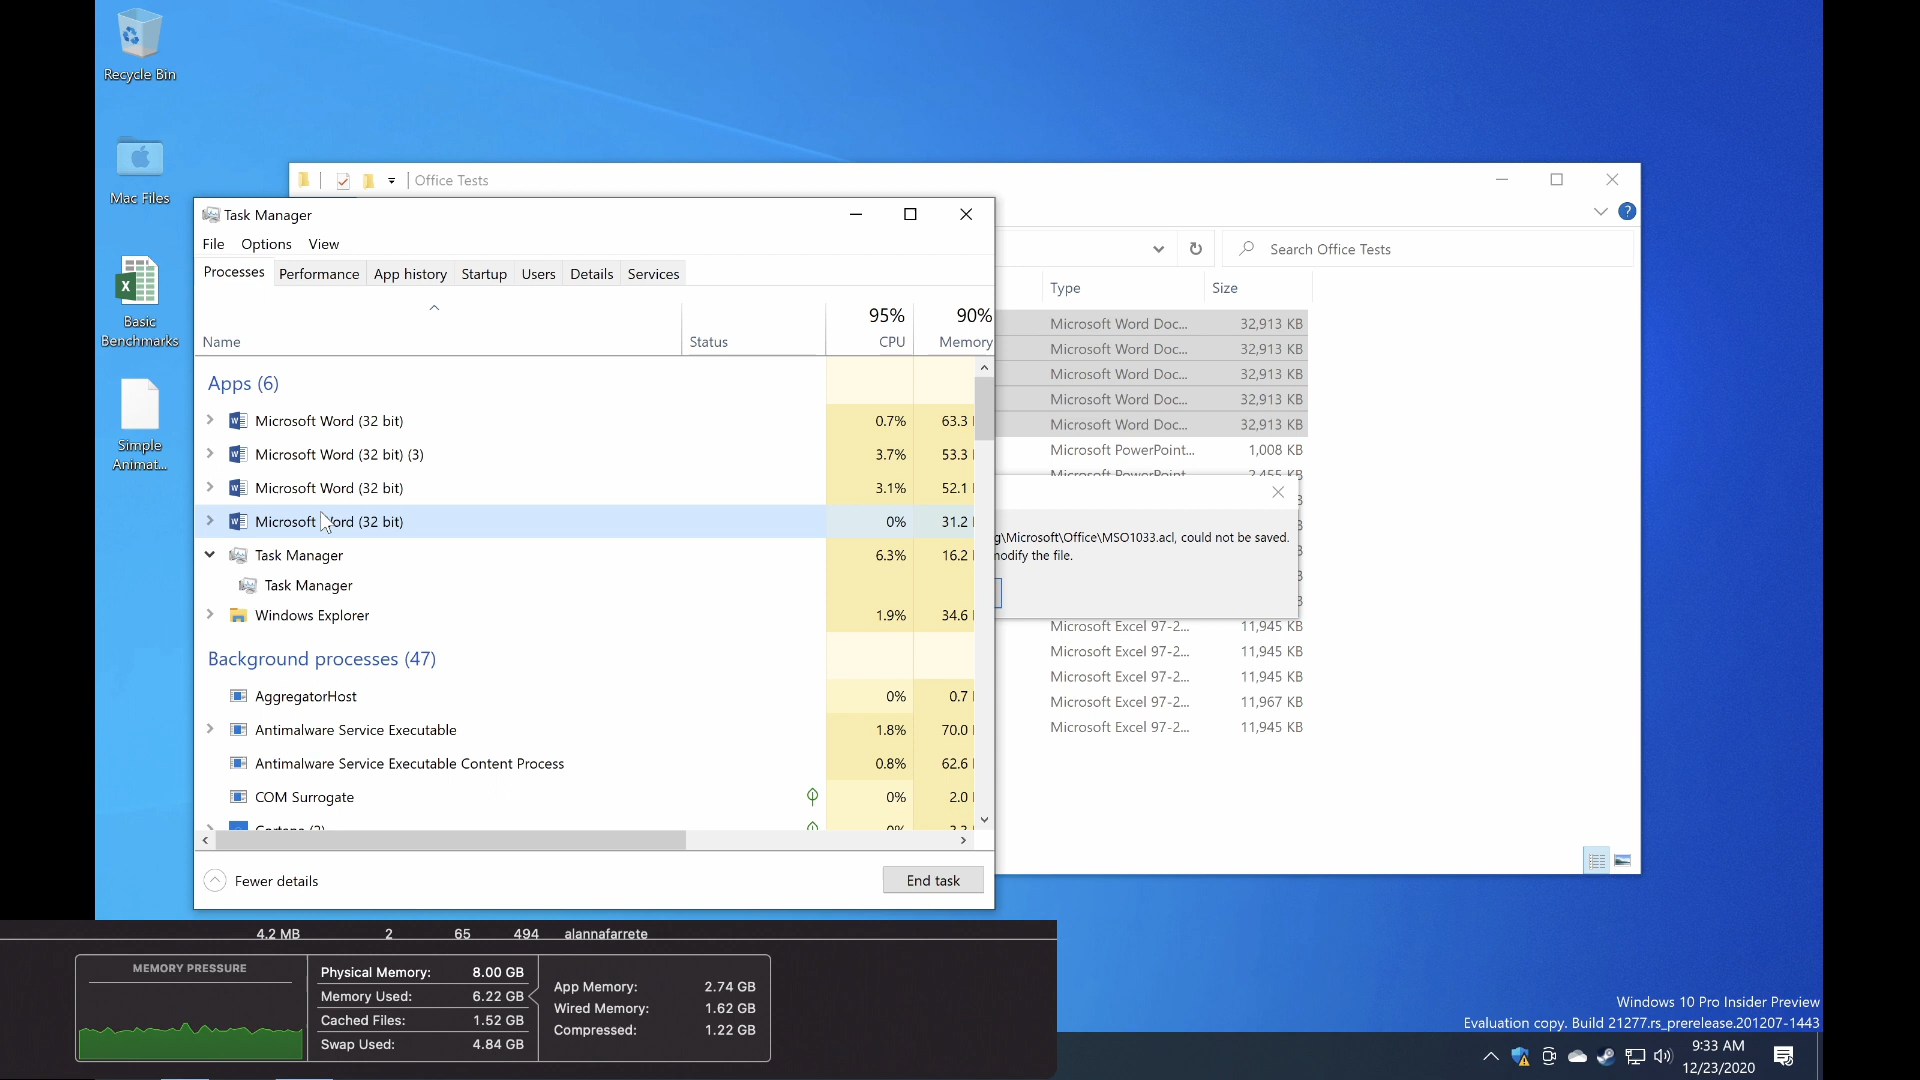 Recycle Bin
Mac Files
Basic
Benchmarks
Simple
Animat...
Office Tests
Search Office Tests
Type Size
Microsoft Word Doc... 32,913 KB
Microsoft Word Doc... 32,913 KB
Microsoft Word Doc... 32,913 KB
Microsoft Word Doc... 32,913 KB
Microsoft Word Doc... 32,913 KB
Microsoft PowerPoint... 1,008 KB
Microsoft PowerPoint 2,455 KB
g\Microsoft\Office\MSO1033.acl, could not be saved.
nodify the file.
Microsoft Excel 97-2... 11,945 KB
Microsoft Excel 97-2... 11,945 KB
Microsoft Excel 97-2... 11,945 KB
Microsoft Excel 97-2... 11,967 KB
Microsoft Excel 97-2... 11,945 KB
Task Manager
File Options View
Processes Performance App history Startup Users Details Services
95% 90%
Name Status CPU Memory
Apps (6)
Microsoft Word (32 bit) 0.7% 63.3
Microsoft Word (32 bit) (3) 3.7% 53.3
Microsoft Word (32 bit) 3.1% 52.1
Microsoft Word (32 bit) 0% 31.2
Task Manager 6.3% 16.2
Task Manager
Windows Explorer 1.9% 34.6
Background processes (47)
AggregatorHost 0% 0.7
Antimalware Service Executable 1.8% 70.0
Antimalware Service Executable Content Process 0.8% 62.6
COM Surrogate 0% 2.0
Cortana (2) 0%
Fewer details End task
4.2 MB 2 65 494 alannafarrete
MEMORY PRESSURE
Physical Memory: 8.00 GB
Memory Used: 6.22 GB
Cached Files: 1.52 GB
Swap Used: 4.84 GB
App Memory: 2.74 GB
Wired Memory: 1.62 GB
Compressed: 1.22 GB
Windows 10 Pro Insider Preview
Evaluation copy. Build 21277.rs_prerelease.201207-1443
9:33 AM
12/23/2020